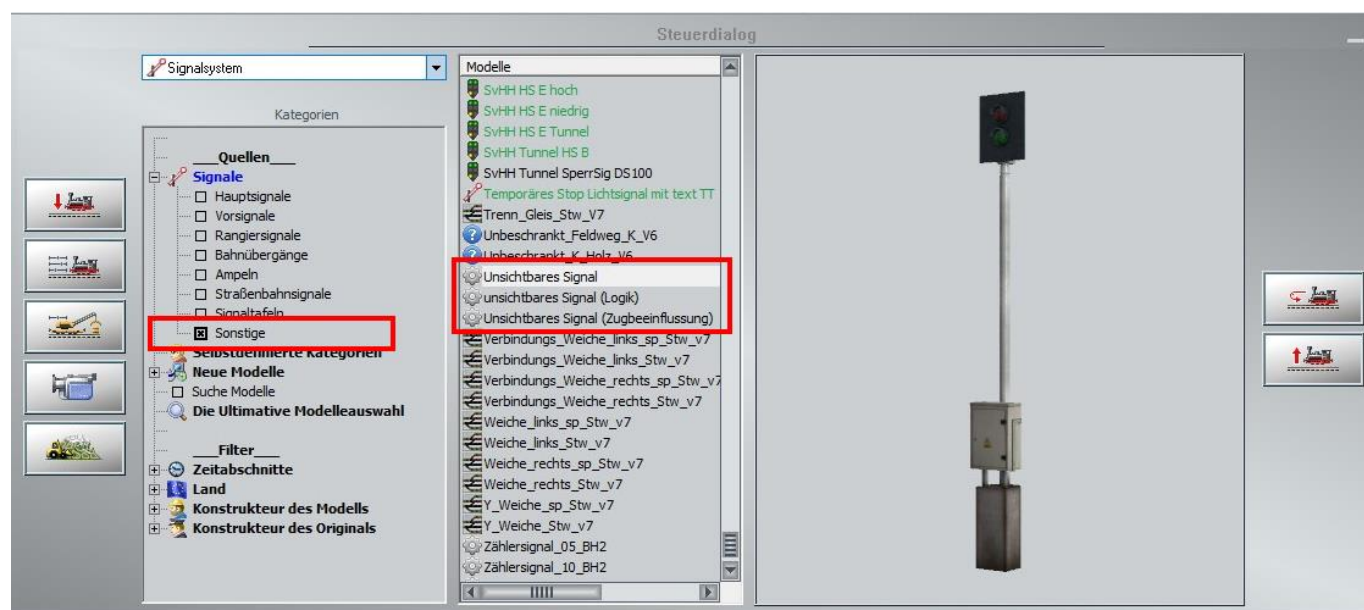 Steuerdialog
Signalsystem
Kategorien
___Quellen___
Signale
Hauptsignale
Vorsignale
Rangiersignale
Bahnübergänge
Ampeln
Straßenbahnsignale
Signaltafeln
Sonstige
Selbstdefinierte Kategorien
Neue Modelle
Suche Modelle
Die Ultimative Modelleauswahl
___Filter___
Zeitabschnitte
Land
Konstrukteur des Modells
Konstrukteur des Originals
Modelle
SvHH HS E hoch
SvHH HS E niedrig
SvHH HS E Tunnel
SvHH Tunnel HS B
SvHH Tunnel SperrSig DS100
Temporäres Stop Lichtsignal mit text TT
Trenn_Gleis_Stw_V7
Unbeschrankt_Feldweg_K_V6
Unbeschrankt_K_Holz_V6
Unsichtbares Signal
unsichtbares Signal (Logik)
Unsichtbares Signal (Zugbeeinflussung)
Verbindungs_Weiche_links_sp_Stw_v7
Verbindungs_Weiche_links_Stw_v7
Verbindungs_Weiche_rechts_sp_Stw_v7
Verbindungs_Weiche_rechts_Stw_v7
Weiche_links_sp_Stw_v7
Weiche_links_Stw_v7
Weiche_rechts_sp_Stw_v7
Weiche_rechts_Stw_v7
Y_Weiche_sp_Stw_v7
Y_Weiche_Stw_v7
Zählersignal_05_BH2
Zählersignal_10_BH2